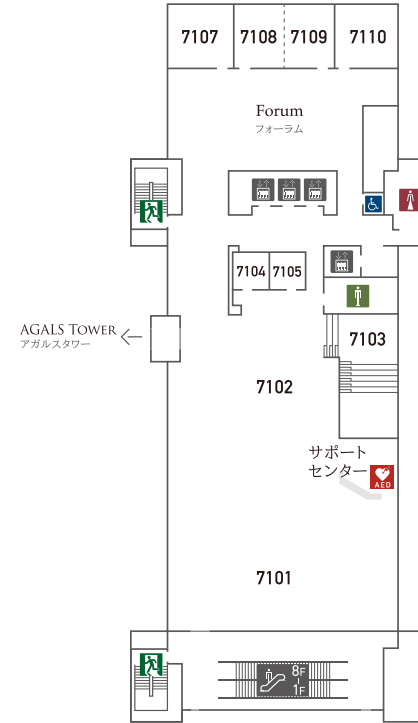 7107
7108
7109
7110
Forum
フォーラム
7104
7105
AGALS TOWER
アガルスタワー
7103
7102
サポート
センター
AED
7101
8F
1F